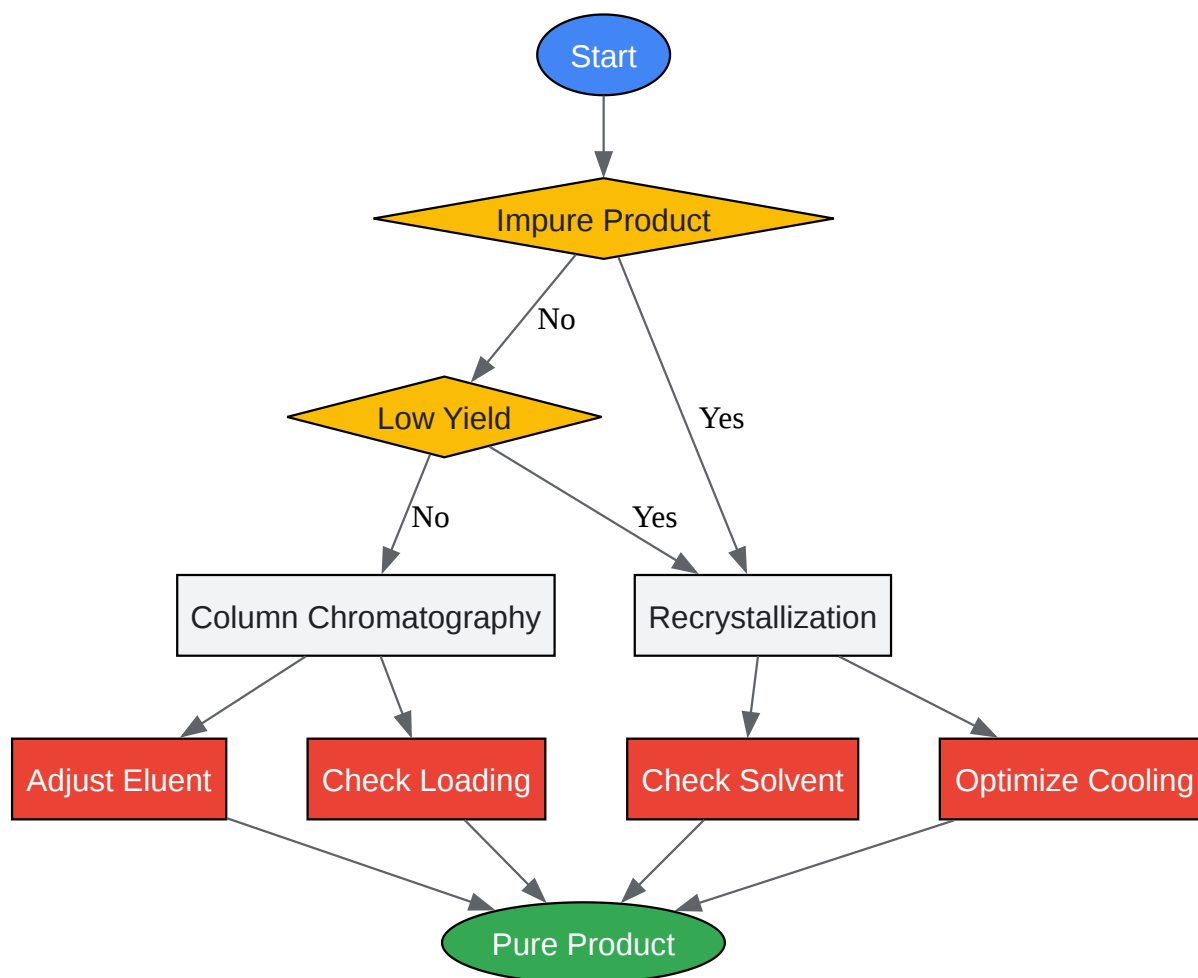 Start
Impure Product
No
Yes
Low Yield
No
Yes
Column Chromatography
Recrystallization
Adjust Eluent
Check Loading
Check Solvent
Optimize Cooling
Pure Product